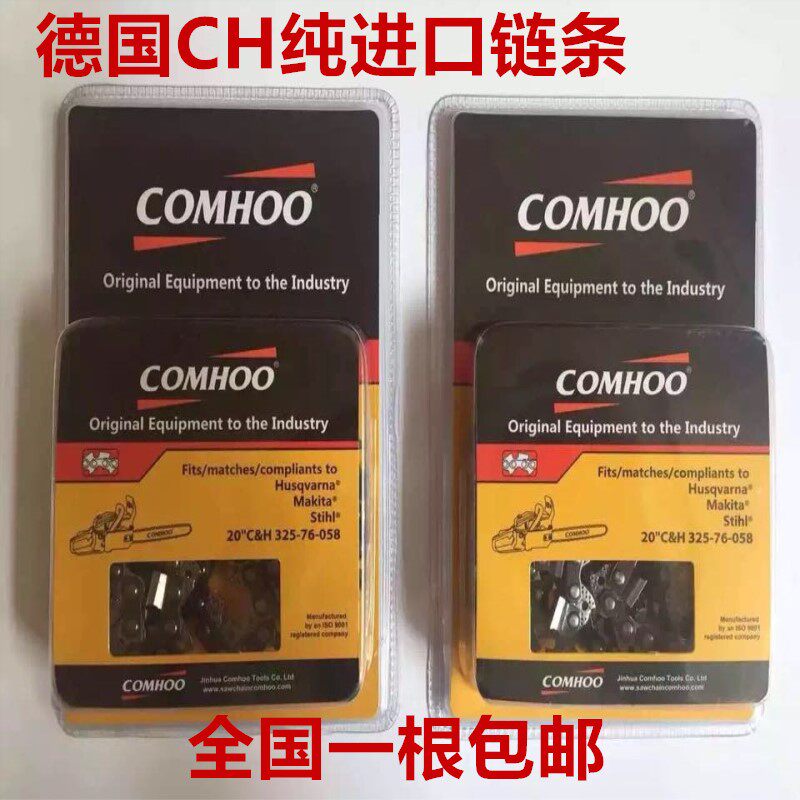 德国CH纯进口链条
COMHOO®
Original Equipment to the Industry
COMHOO®
Original Equipment to the Industry
Fits/matches/compliants to
Husqvarna®
Makita®
Stihl®
20"C&H 325-76-058
Manufactured
by an ISO 9001
registered company
COMHOO
Jinhua Comhoo Tools Co. Ltd
www.sawchaincomhoo.com
COMHOO®
Original Equipment to the Industry
COMHOO®
Original Equipment to the Industry
Fits/matches/compliants to
Husqvarna®
Makita®
Stihl®
20"C&H 325-76-058
Manufactured
by an ISO 9001
registered company
COMHOO
Jinhua Comhoo Tools Co. Ltd
www.sawchaincomhoo.com
全国一根包邮